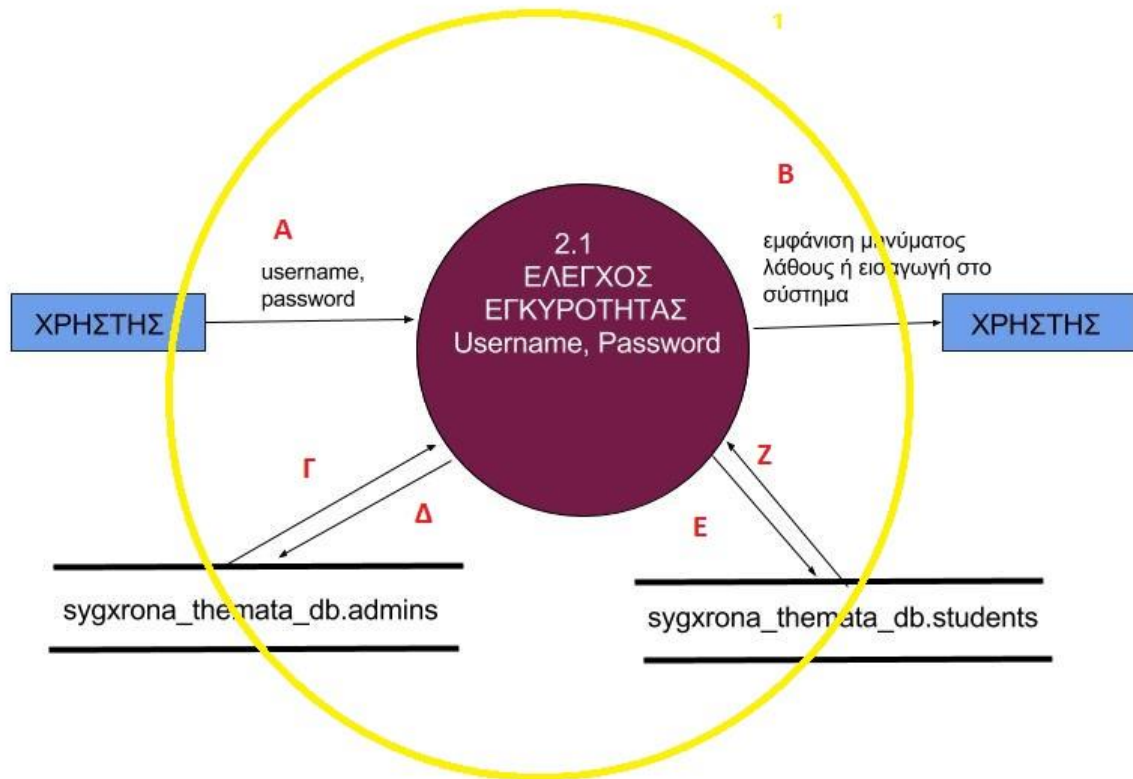 1
Β
Α
username,
password
2.1
ΕΛΕΓΧΟΣ
ΕΓΚΥΡΟΤΗΤΑΣ
Username, Password
εμφάνιση μηνύματος
λάθους ή εισαγωγή στο
σύστημα
ΧΡΗΣΤΗΣ
ΧΡΗΣΤΗΣ
Γ
Δ
Ζ
Ε
sygxrona_themata_db.admins
sygxrona_themata_db.students